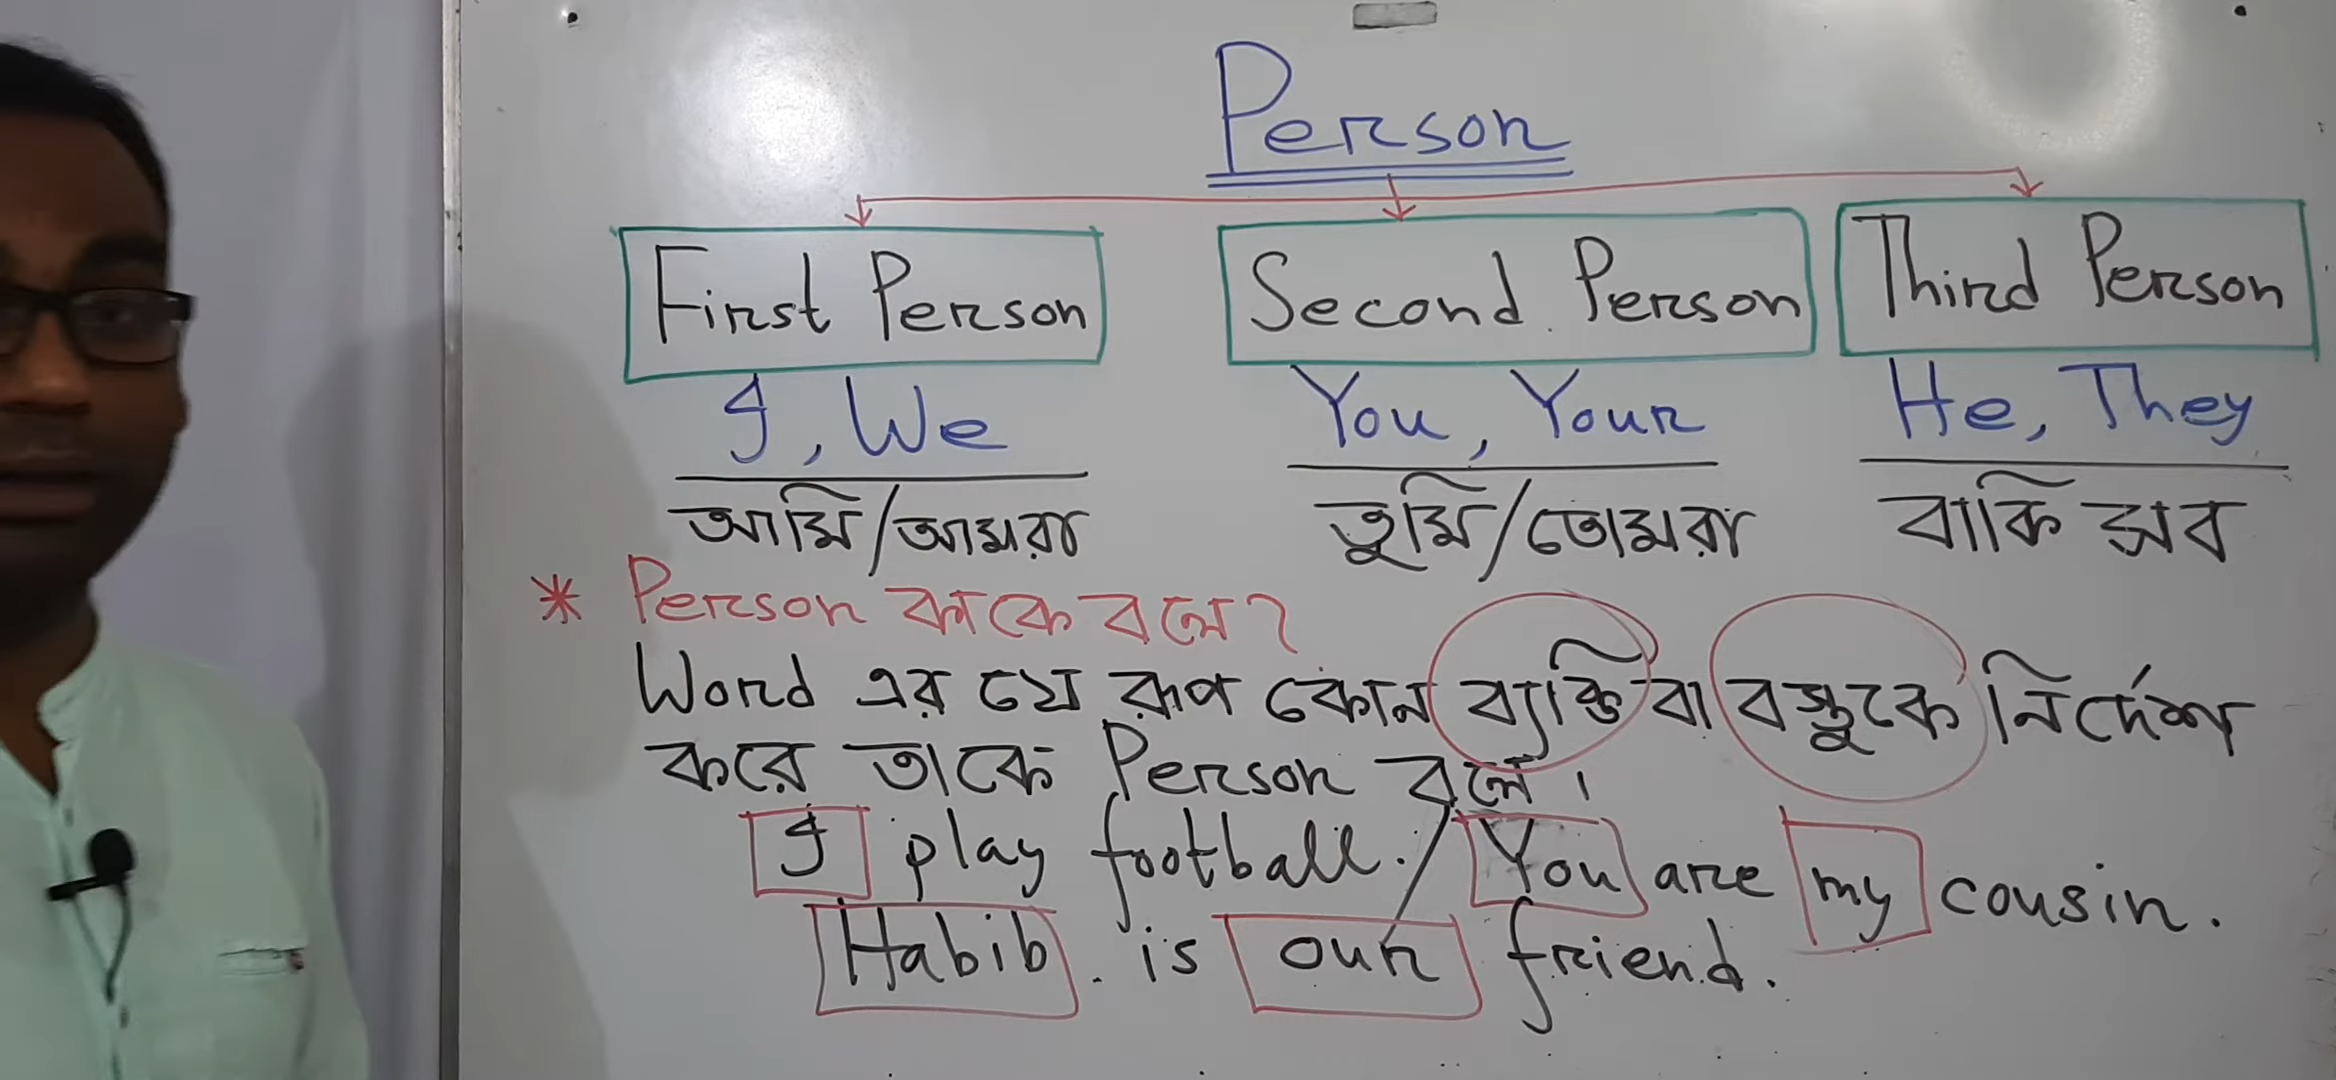 Person
First Person Second Person Third Person
I, We You, Your He, They
আমি/আমরা তুমি/তোমরা বাকি সব
* Person কাকে বলে?
Word এর যে রূপ কোন ব্যক্তি বা বস্তুকে নির্দেশ
করে তাকে Person বলে।
I play football. / You are my cousin.
Habib is our friend.